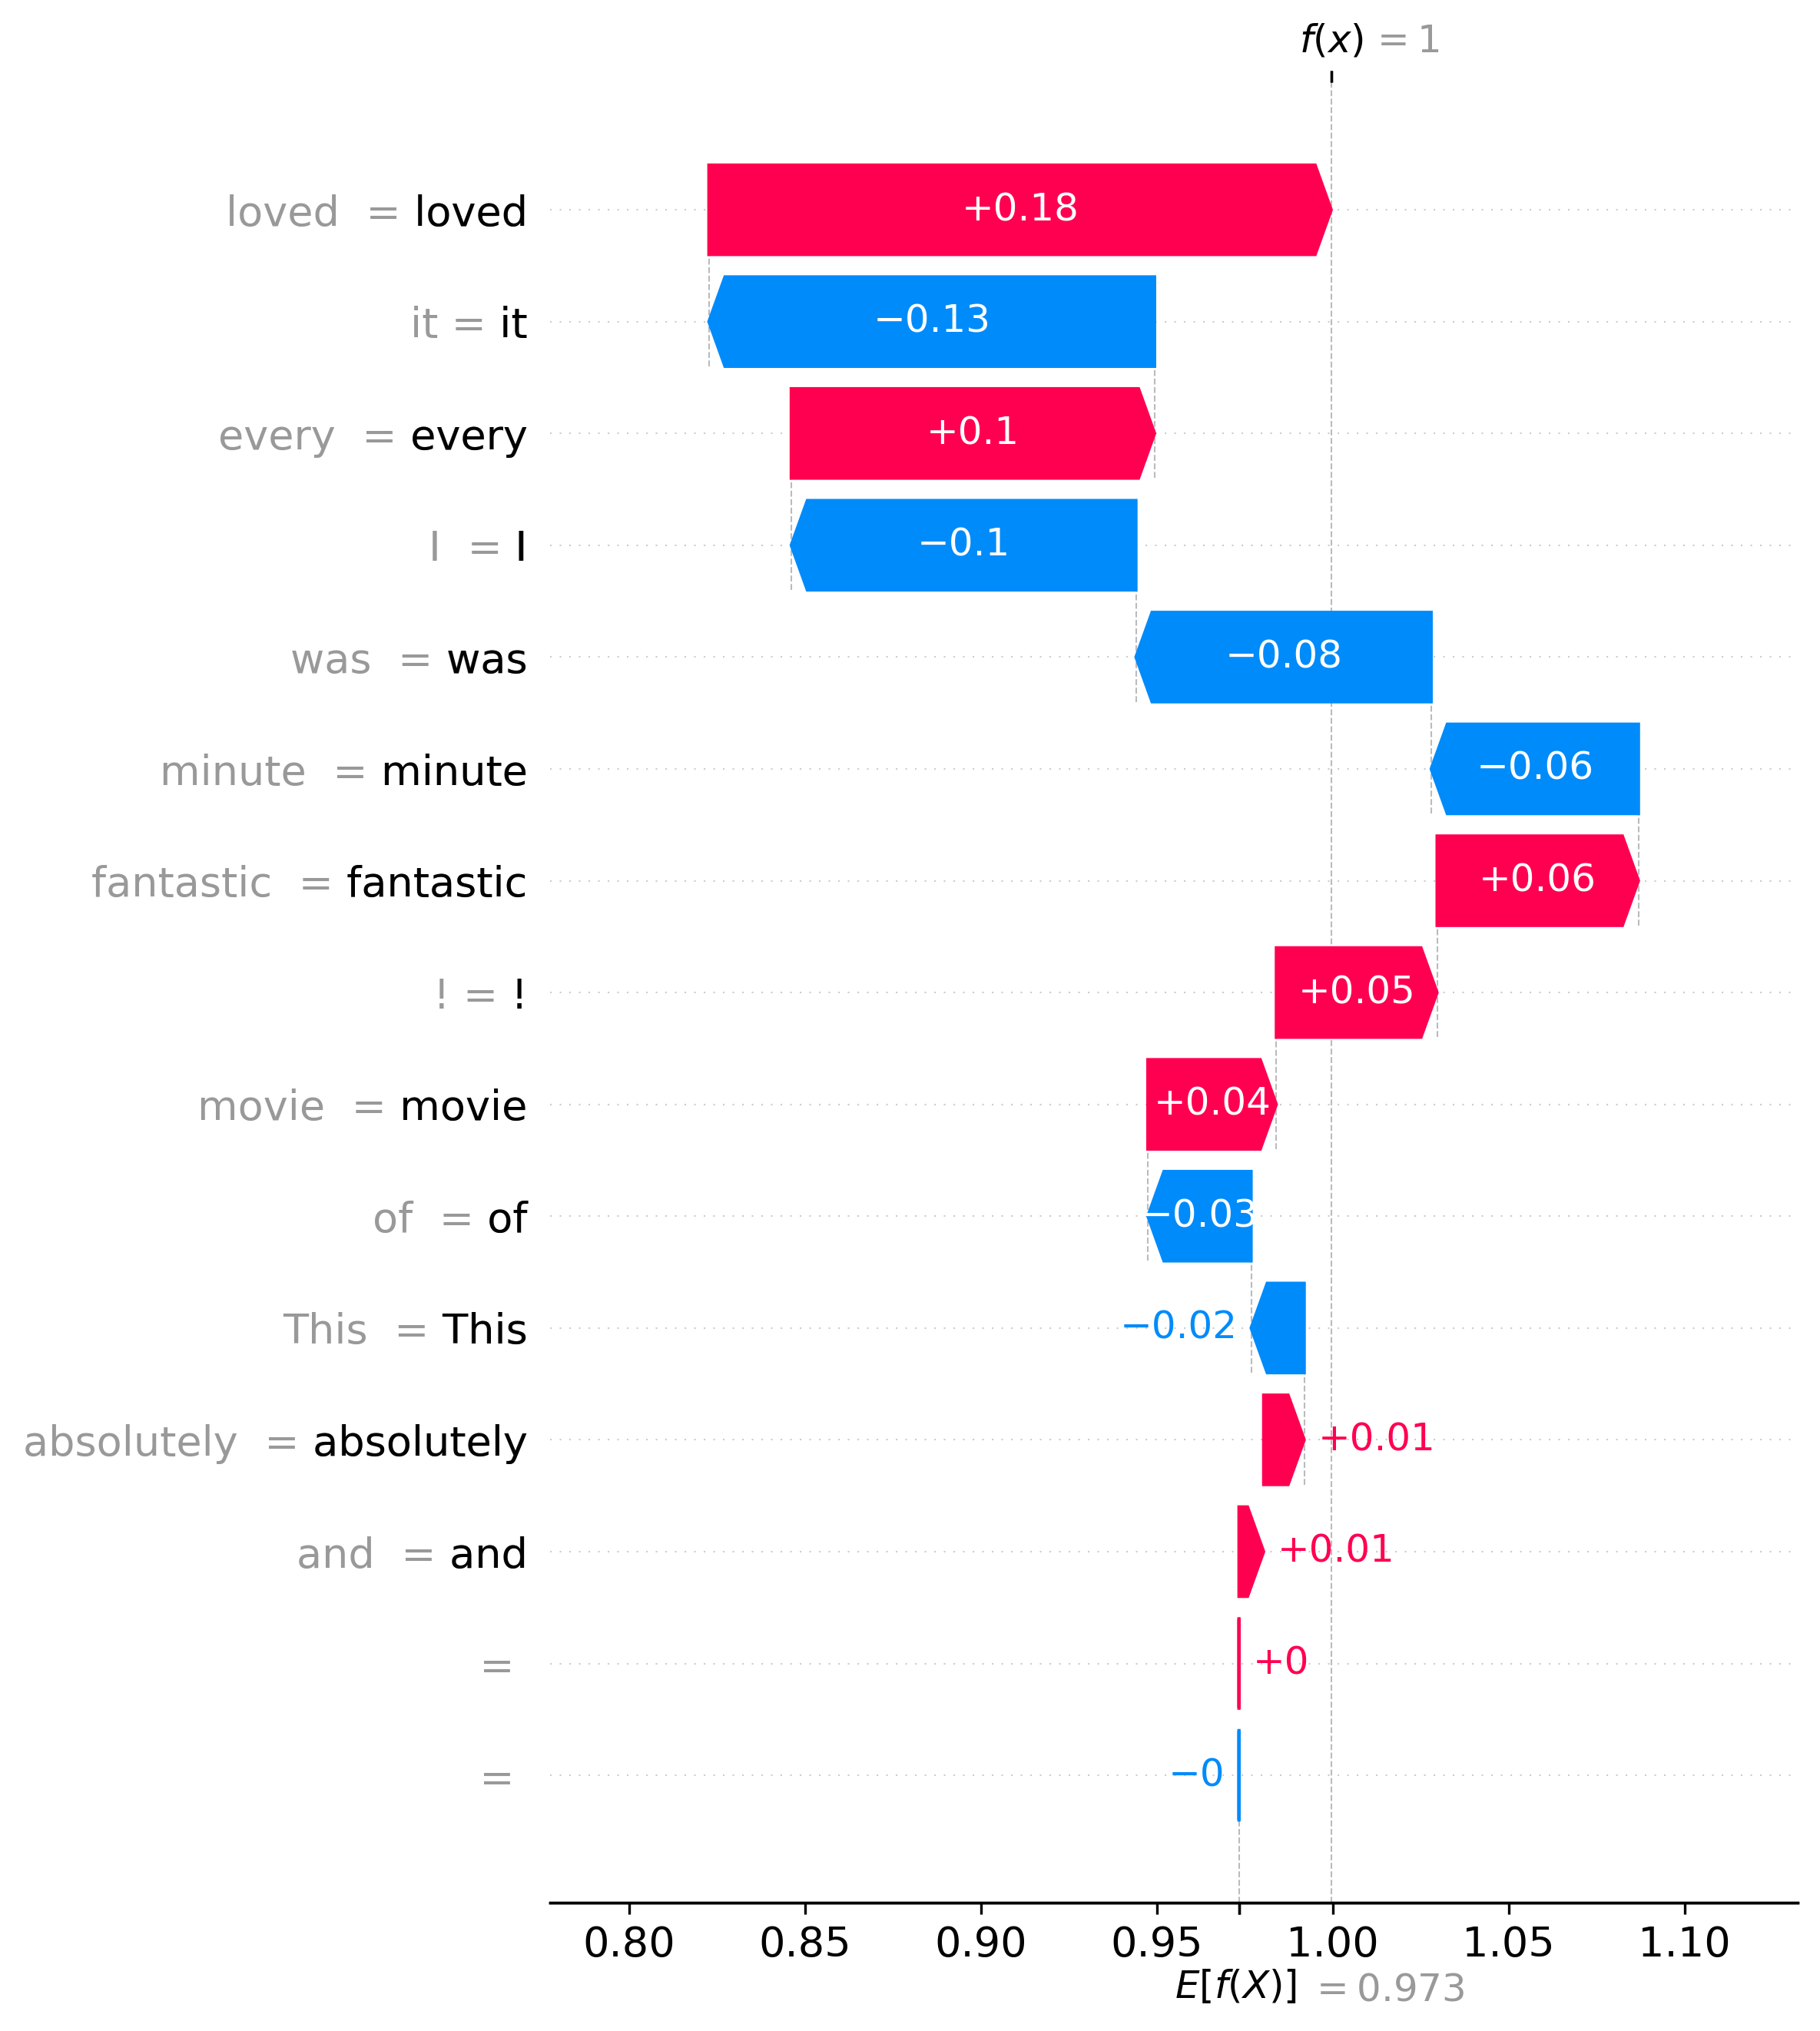 f(x) = 1
loved = loved +0.18
it = it −0.13
every = every +0.1
I = I −0.1
was = was −0.08
minute = minute −0.06
fantastic = fantastic +0.06
! = ! +0.05
movie = movie +0.04
of = of −0.03
This = This −0.02
absolutely = absolutely +0.01
and = and +0.01
= +0
= −0
0.80 0.85 0.90 0.95 1.00 1.05 1.10
E[f(X)] = 0.973